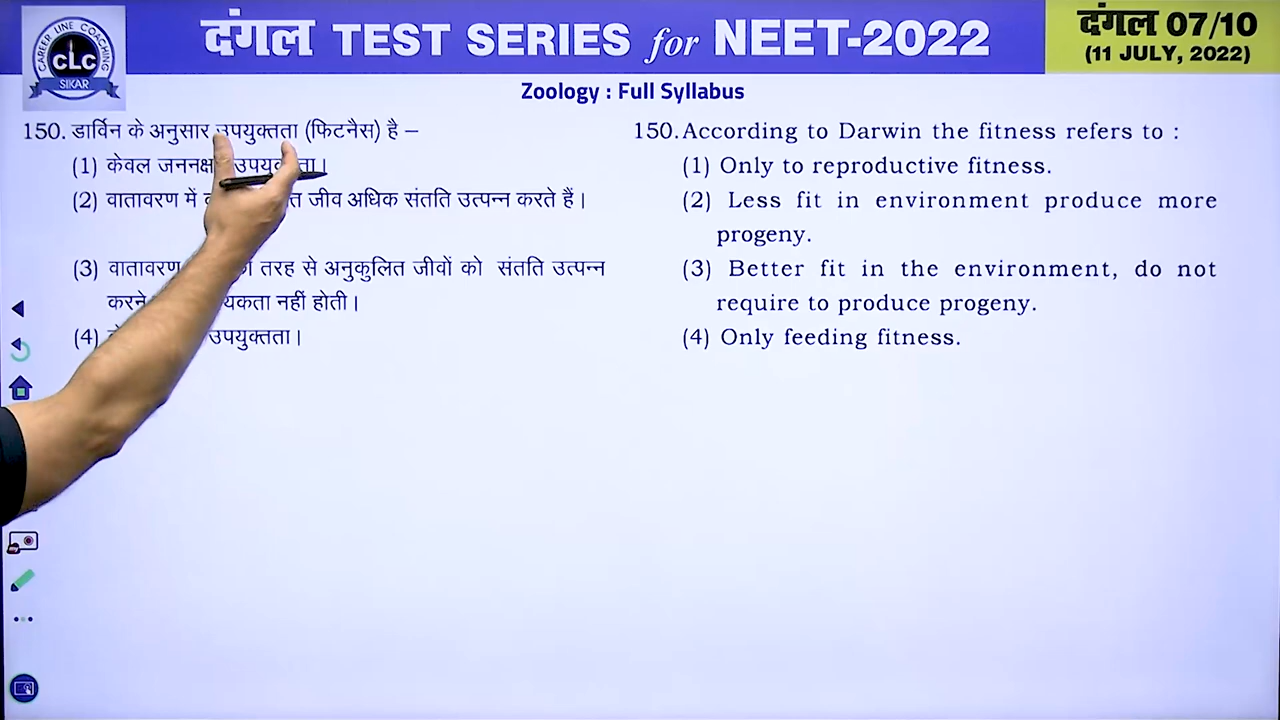 CAREER LINE COACHING
CLC
SIKAR
दंगल TEST SERIES for NEET-2022
दंगल 07/10
(11 JULY, 2022)
Zoology : Full Syllabus
150. डार्विन के अनुसार उपयुक्तता (फिटनैस) है –
(1) केवल जननक्ष
(2) वातावरण में जीव अधिक संतति उत्पन्न करते हैं।
(3) वातावरण तरह से अनुकुलित जीवों को संतति उत्पन्न
करने नहीं होती।
(4) उपयुक्तता।
150. According to Darwin the fitness refers to :
(1) Only to reproductive fitness.
(2) Less fit in environment produce more
progeny.
(3) Better fit in the environment, do not
require to produce progeny.
(4) Only feeding fitness.